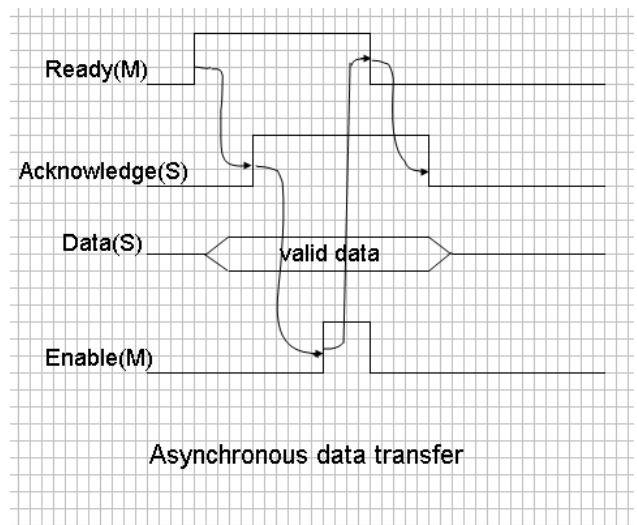 Ready(M)
Acknowledge(S)
Data(S)
valid data
Enable(M)
Asynchronous data transfer